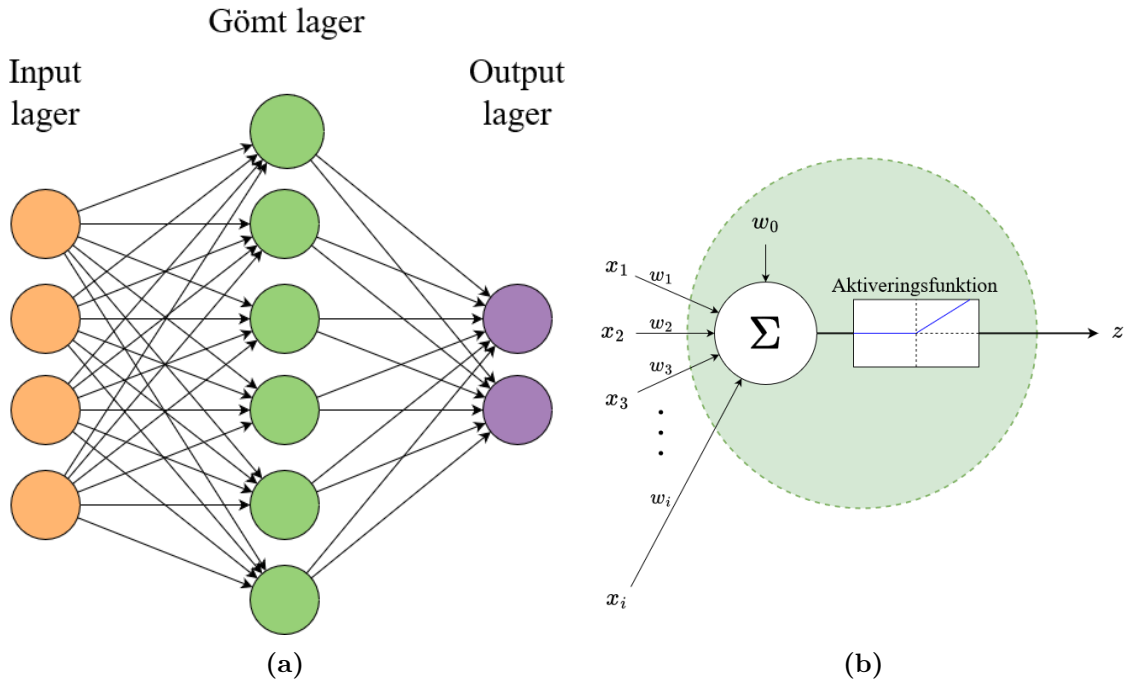 Gömt lager
Input
lager
Output
lager
(a)
w₀
x₁
w₁
x₂
w₂
x₃
w₃
wᵢ
xᵢ
Σ
Aktiveringsfunktion
z
(b)